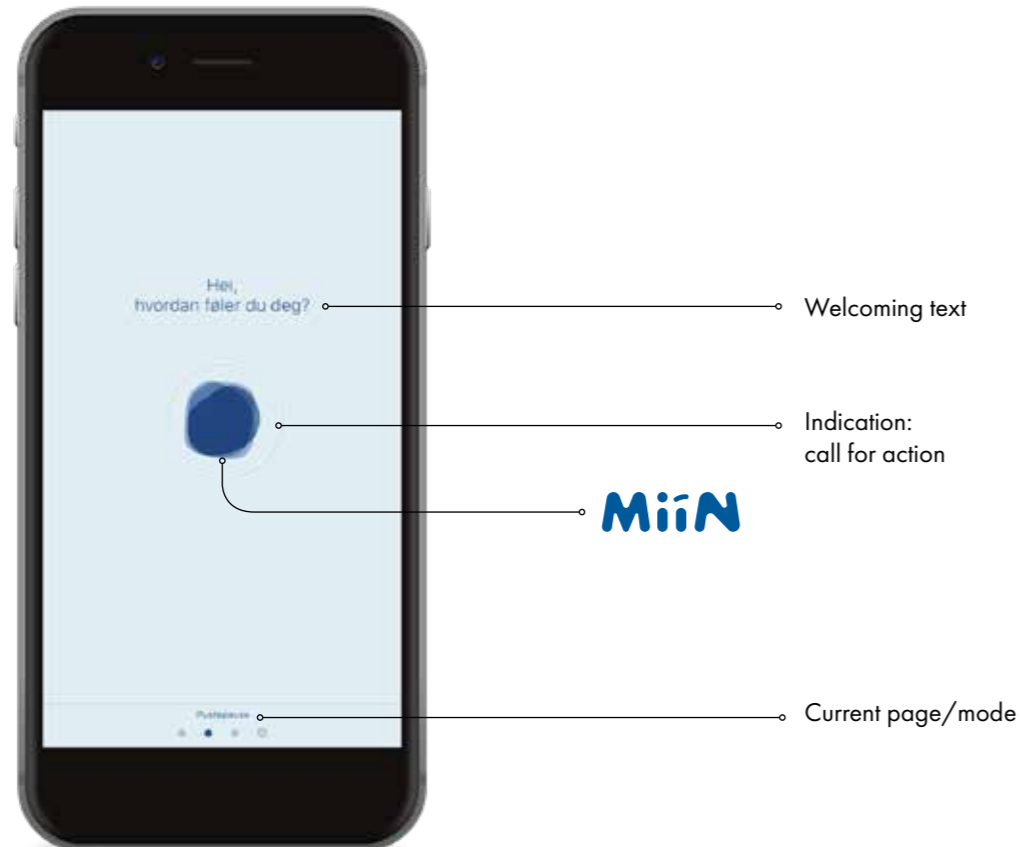 Hei,
hvordan føler du deg?
Welcoming text
Indication:
call for action
MiiN
Pustepause
Current page/mode